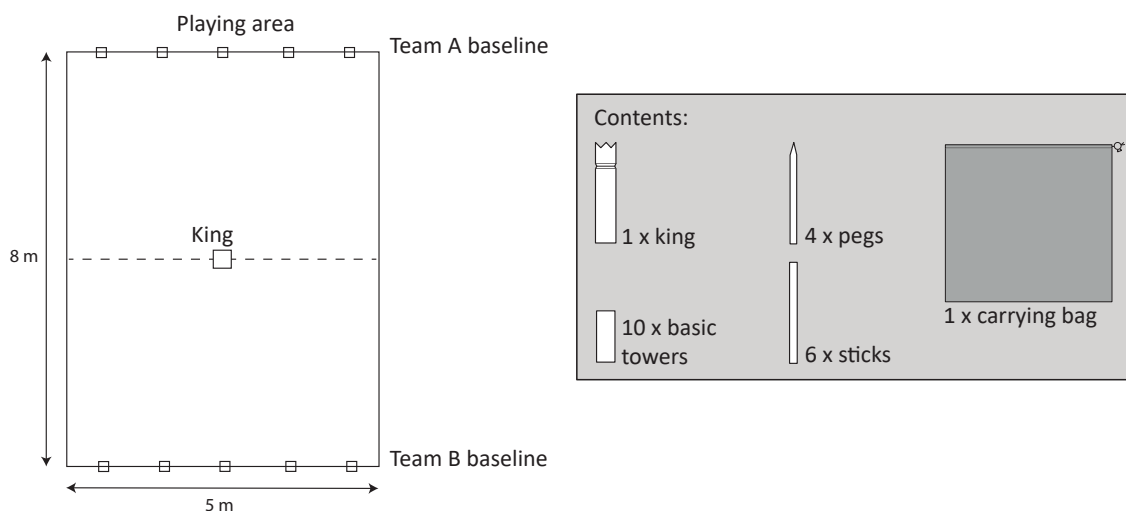 Playing area
Team A baseline
King
8 m
Team B baseline
5 m
Contents:
1 x king
4 x pegs
10 x basic
towers
6 x sticks
1 x carrying bag